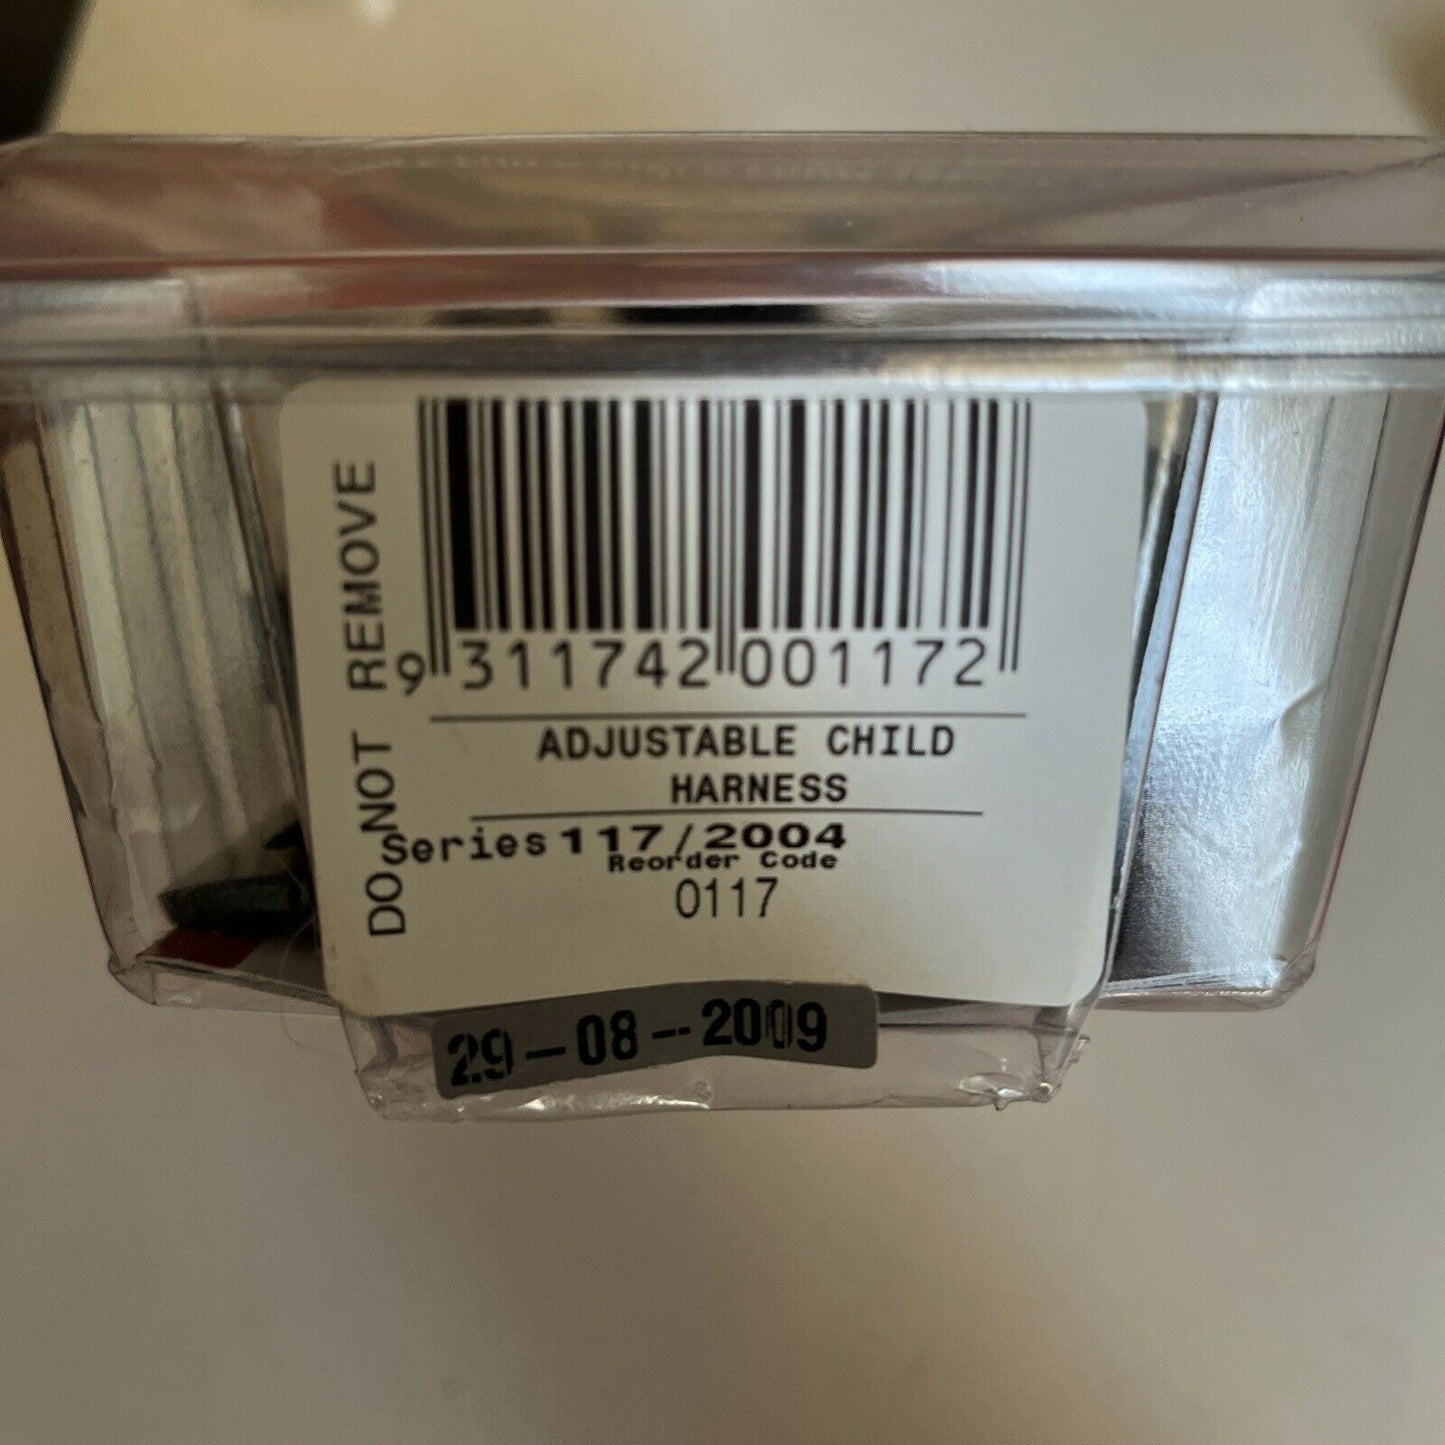 DO NOT REMOVE
9 311742 001172
ADJUSTABLE CHILD
HARNESS
Series 117/2004
Reorder Code
0117
29-08-2009